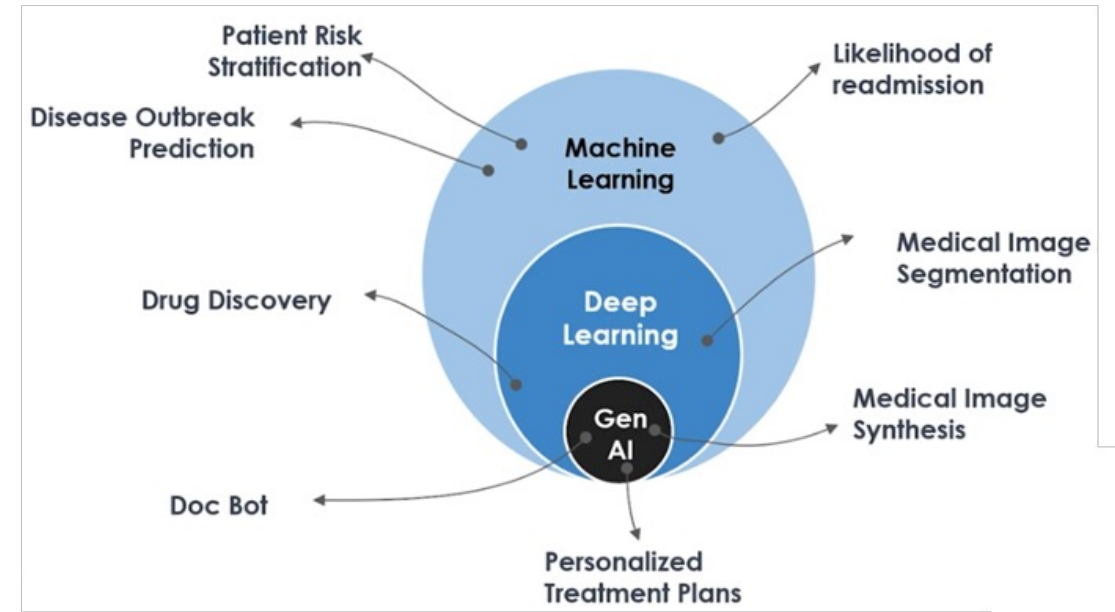 Patient Risk
Stratification
Likelihood of
readmission
Disease Outbreak
Prediction
Machine
Learning
Medical Image
Segmentation
Drug Discovery
Deep
Learning
Medical Image
Synthesis
Gen
AI
Doc Bot
Personalized
Treatment Plans